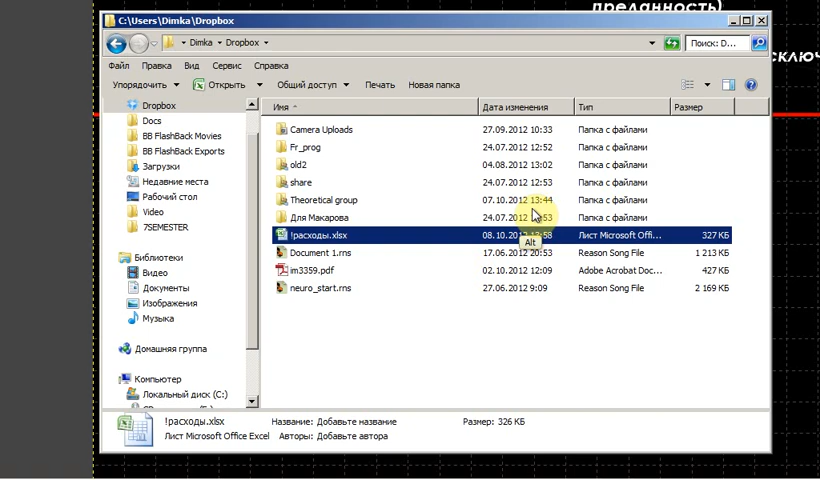 преданность)
исключ
C:\Users\Dimka\Dropbox
Dimka Dropbox
Поиск: D...
Файл Правка Вид Сервис Справка
Упорядочить Открыть Общий доступ Печать Новая папка
Dropbox
Docs
BB FlashBack Movies
BB FlashBack Exports
Загрузки
Недавние места
Рабочий стол
Video
7SEMESTER
Библиотеки
Видео
Документы
Изображения
Музыка
Домашняя группа
Компьютер
Локальный диск (C:)
Имя Дата изменения Тип Размер
Camera Uploads 27.09.2012 10:33 Папка с файлами
Fr_prog 24.07.2012 12:52 Папка с файлами
old2 04.08.2012 13:02 Папка с файлами
share 24.07.2012 12:53 Папка с файлами
Theoretical group 07.10.2012 13:44 Папка с файлами
Для Макарова 24.07.2012 :53 Папка с файлами
!расходы.xlsx 08.10.2012 13:58 Лист Microsoft Offi... 327 КБ
Alt
Document 1.rns 17.06.2012 20:53 Reason Song File 1 213 КБ
im3359.pdf 02.10.2012 12:09 Adobe Acrobat Doc... 427 КБ
neuro_start.rns 27.06.2012 9:09 Reason Song File 2 169 КБ
!расходы.xlsx Название: Добавьте название Размер: 326 КБ
Лист Microsoft Office Excel Авторы: Добавьте автора